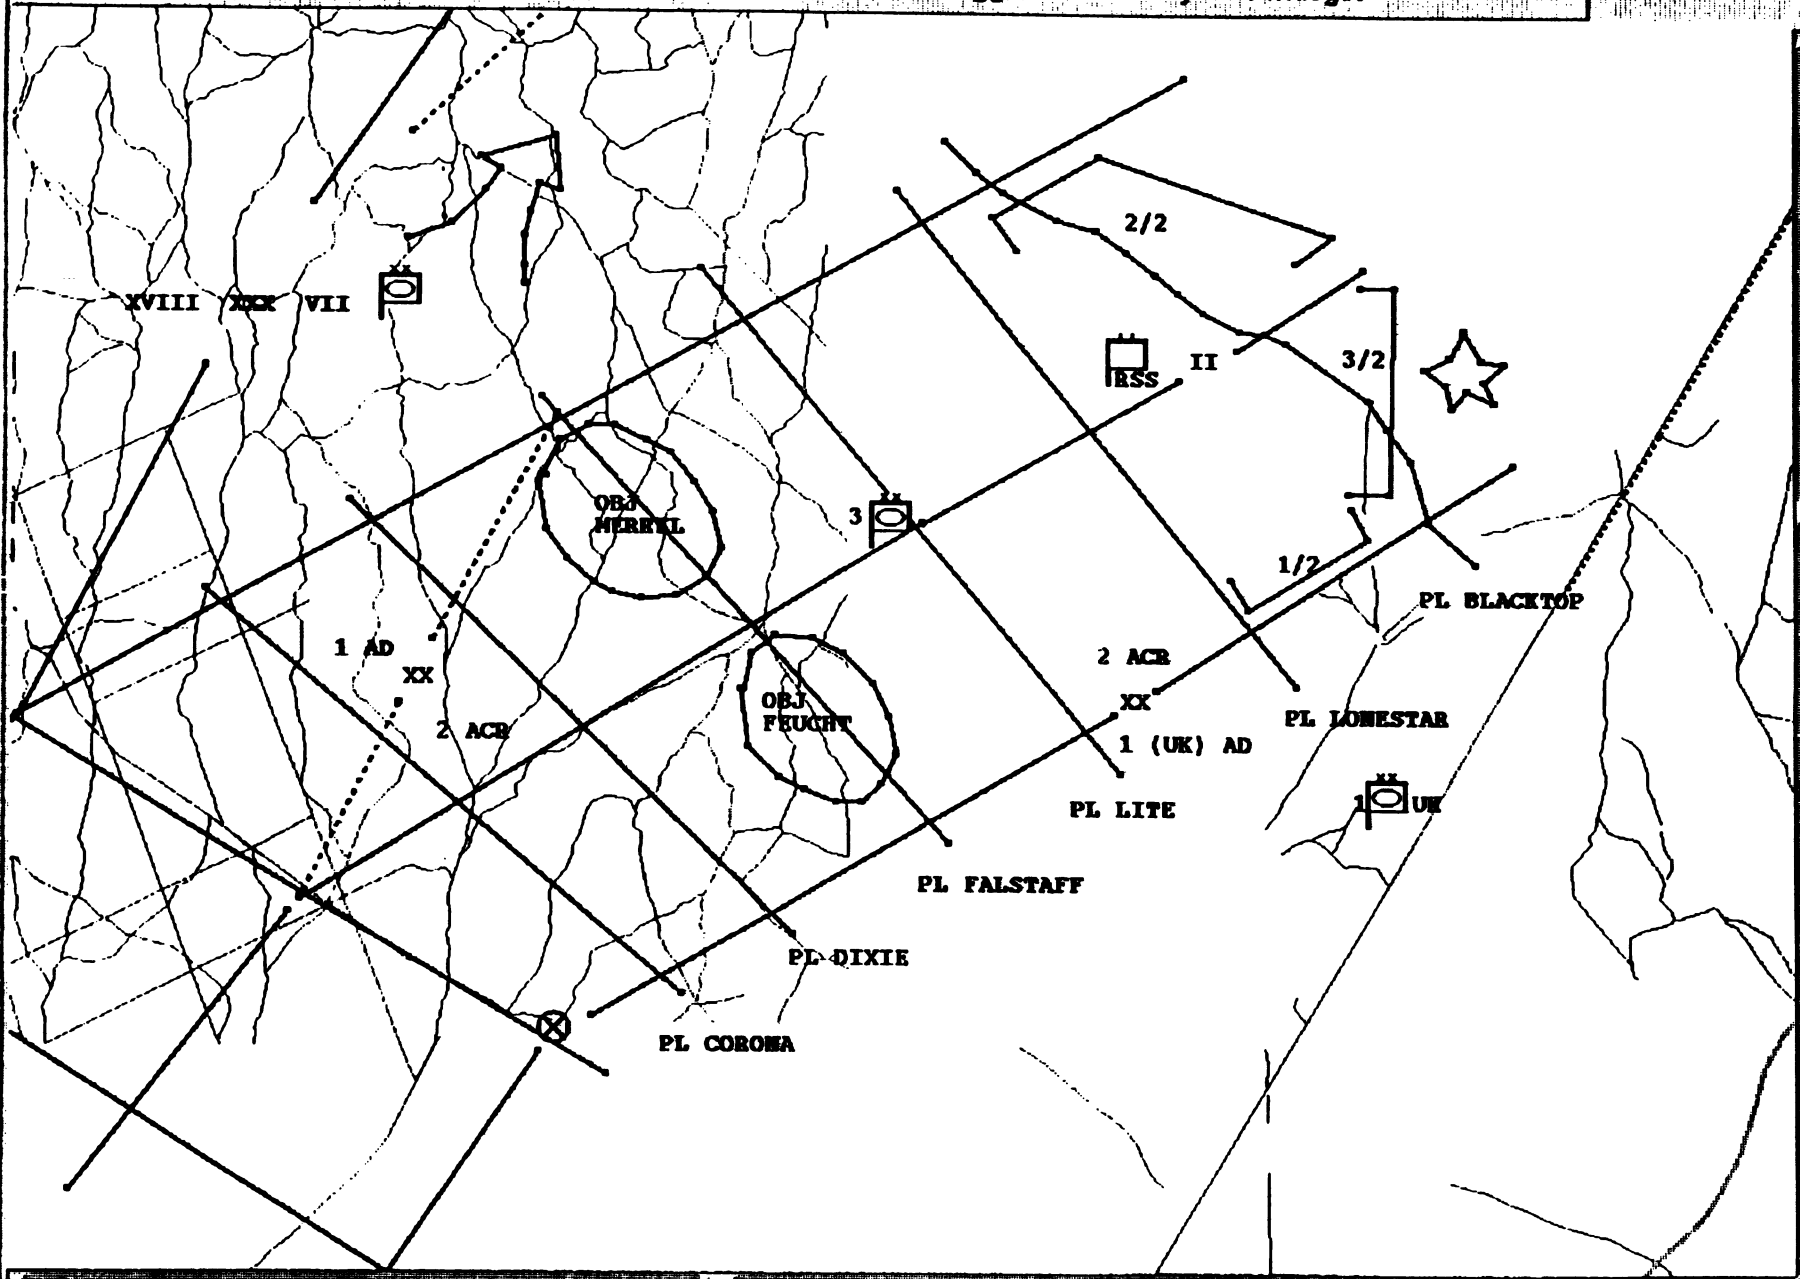 2/2
XVIII XXX VII
3/2
II
RSS
OBJ
3
1/2
PL BLACKTOP
1 AD
XX
2 ACR
2 ACR
XX
OBJ
FEUCHT
PL LONESTAR
1 (UK) AD
PL LITE
1 UK
PL FALSTAFF
PL DIXIE
PL CORONA